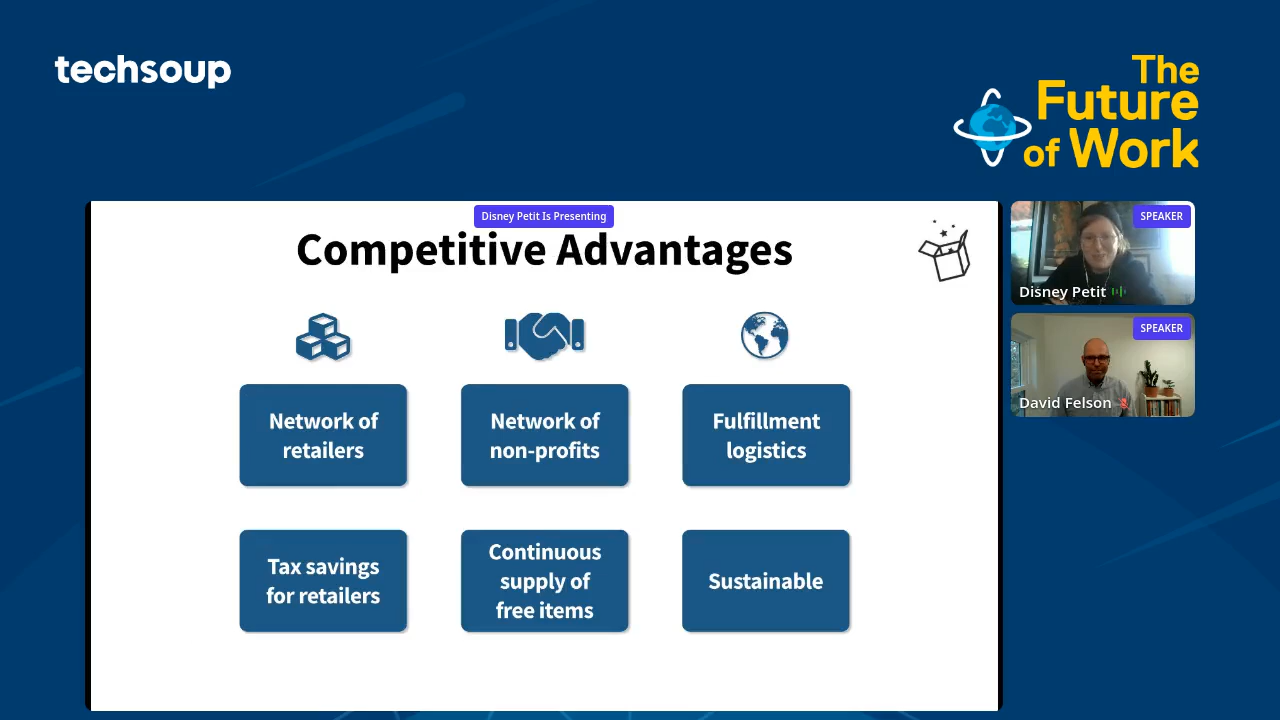 techsoup
The
Future
of Work
Disney Petit Is Presenting
Competitive Advantages
Network of
retailers
Network of
non-profits
Fulfillment
logistics
Tax savings
for retailers
Continuous
supply of
free items
Sustainable
SPEAKER
Disney Petit
SPEAKER
David Felson